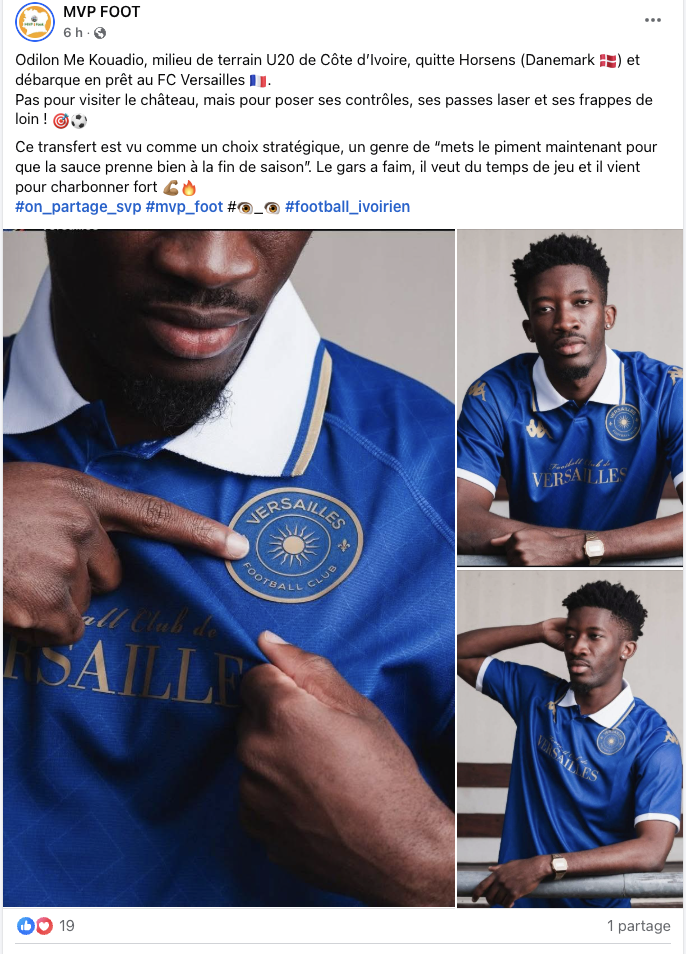 MVP FOOT
6 h ·
Odilon Me Kouadio, milieu de terrain U20 de Côte d’Ivoire, quitte Horsens (Danemark 🇩🇰) et
débarque en prêt au FC Versailles 🇫🇷.
Pas pour visiter le château, mais pour poser ses contrôles, ses passes laser et ses frappes de
loin ! 🎯⚽
Ce transfert est vu comme un choix stratégique, un genre de “mets le piment maintenant pour
que la sauce prenne bien à la fin de saison”. Le gars a faim, il veut du temps de jeu et il vient
pour charbonner fort 💪🏾🔥
#on_partage_svp #mvp_foot #👁️_👁️ #football_ivoirien
VERSAILLES
FOOTBALL CLUB
all Club de
RSAILLE
VERSAILLES
Football Club de
VERSAILLES
VERSAILLES
19
1 partage